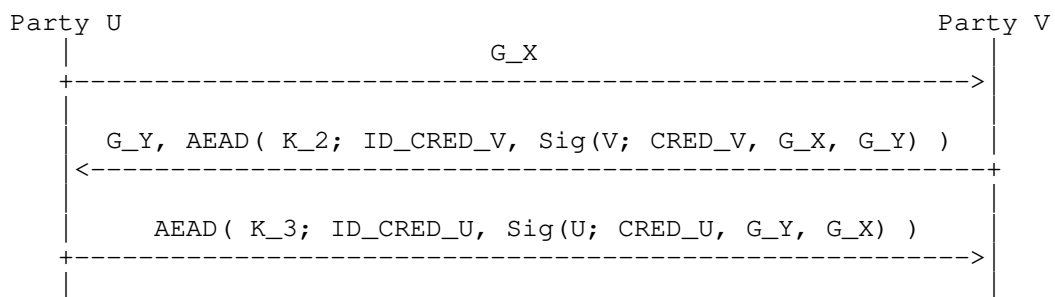 Party U Party V
G_X
G_Y, AEAD( K_2; ID_CRED_V, Sig(V; CRED_V, G_X, G_Y) )
AEAD( K_3; ID_CRED_U, Sig(U; CRED_U, G_Y, G_X) )